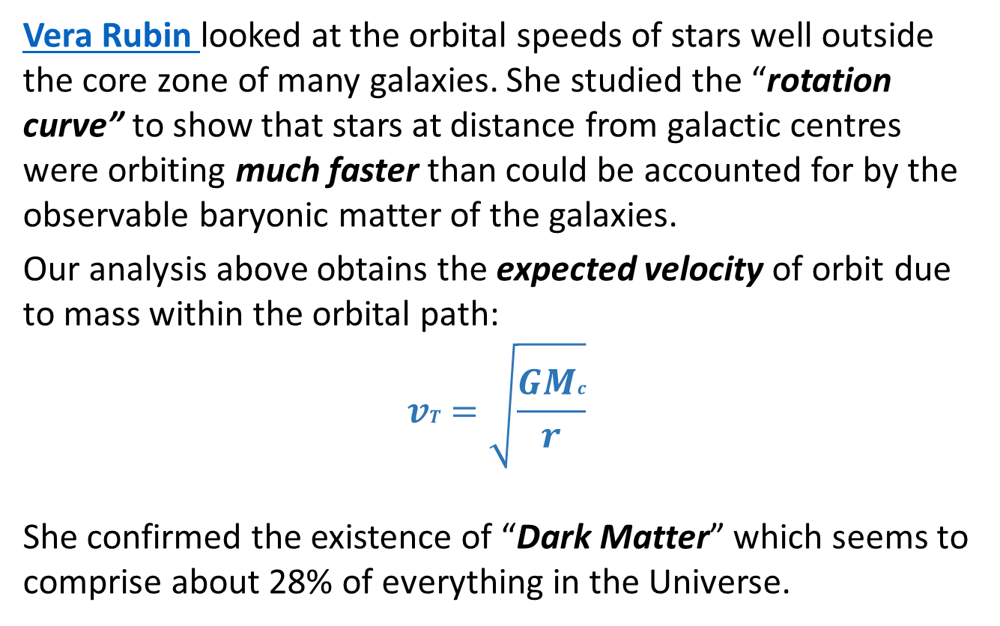 Vera Rubin looked at the orbital speeds of stars well outside
the core zone of many galaxies. She studied the “rotation
curve” to show that stars at distance from galactic centres
were orbiting much faster than could be accounted for by the
observable baryonic matter of the galaxies.
Our analysis above obtains the expected velocity of orbit due
to mass within the orbital path:
v_T = √(GM_c / r)
She confirmed the existence of “Dark Matter” which seems to
comprise about 28% of everything in the Universe.